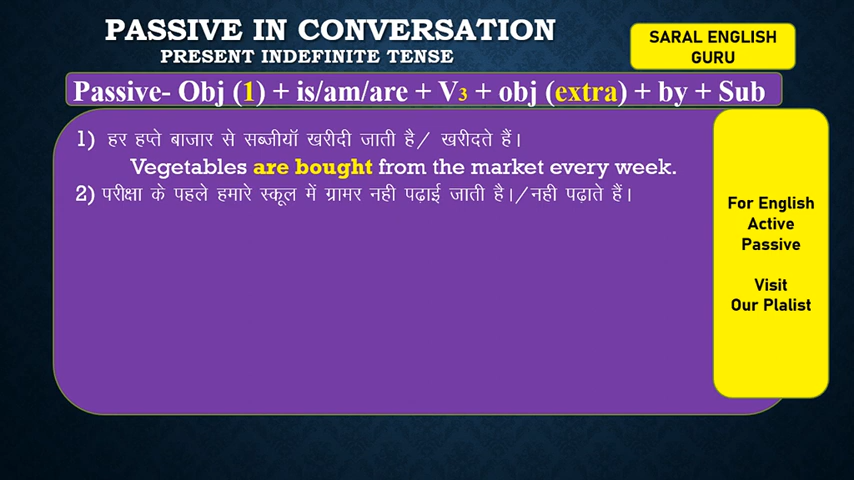 PASSIVE IN CONVERSATION
PRESENT INDEFINITE TENSE
SARAL ENGLISH
GURU
Passive- Obj (1) + is/am/are + V3 + obj (extra) + by + Sub
1) हर हप्ते बाजार से सब्जीयॉ खरीदी जाती है/ खरीदते हैं।
Vegetables are bought from the market every week.
2) परीक्षा के पहले हमारे स्कूल में ग्रामर नही पढ़ाई जाती है।/नही पढ़ाते हैं।
For English
Active
Passive
Visit
Our Plalist